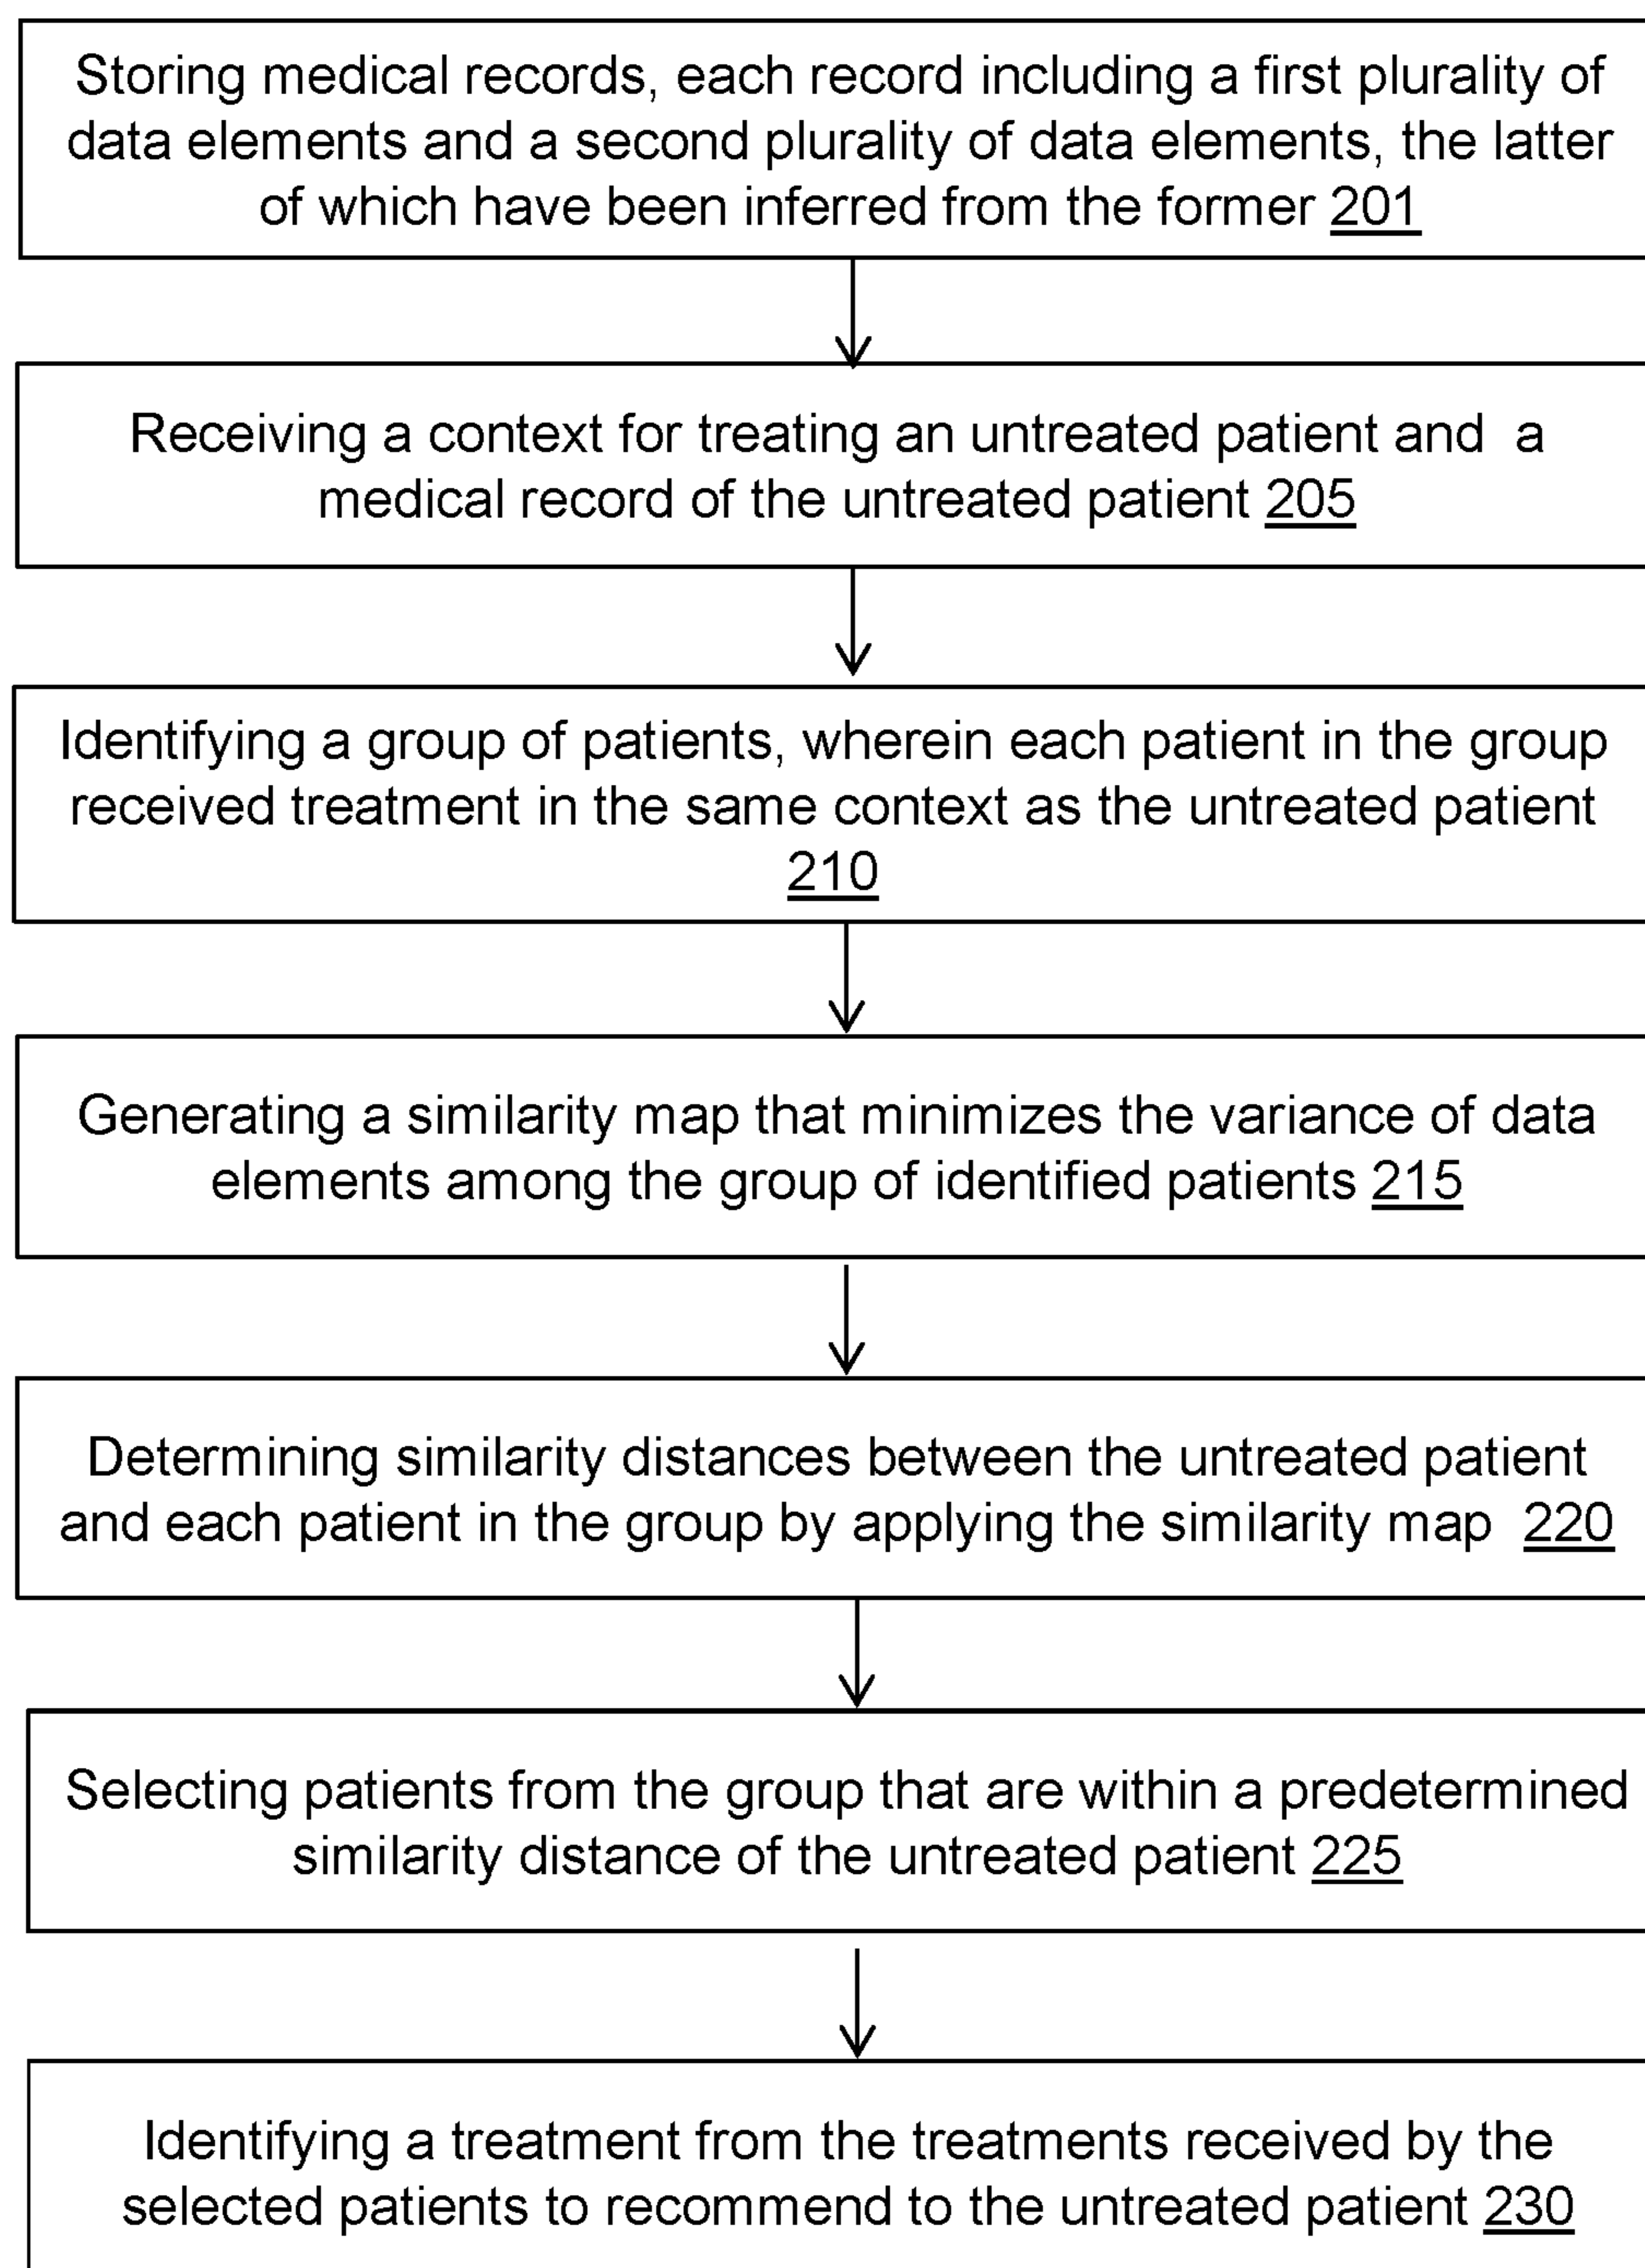 Storing medical records, each record including a first plurality of
data elements and a second plurality of data elements, the latter
of which have been inferred from the former 201
Receiving a context for treating an untreated patient and a
medical record of the untreated patient 205
Identifying a group of patients, wherein each patient in the group
received treatment in the same context as the untreated patient
210
Generating a similarity map that minimizes the variance of data
elements among the group of identified patients 215
Determining similarity distances between the untreated patient
and each patient in the group by applying the similarity map 220
Selecting patients from the group that are within a predetermined
similarity distance of the untreated patient 225
Identifying a treatment from the treatments received by the
selected patients to recommend to the untreated patient 230